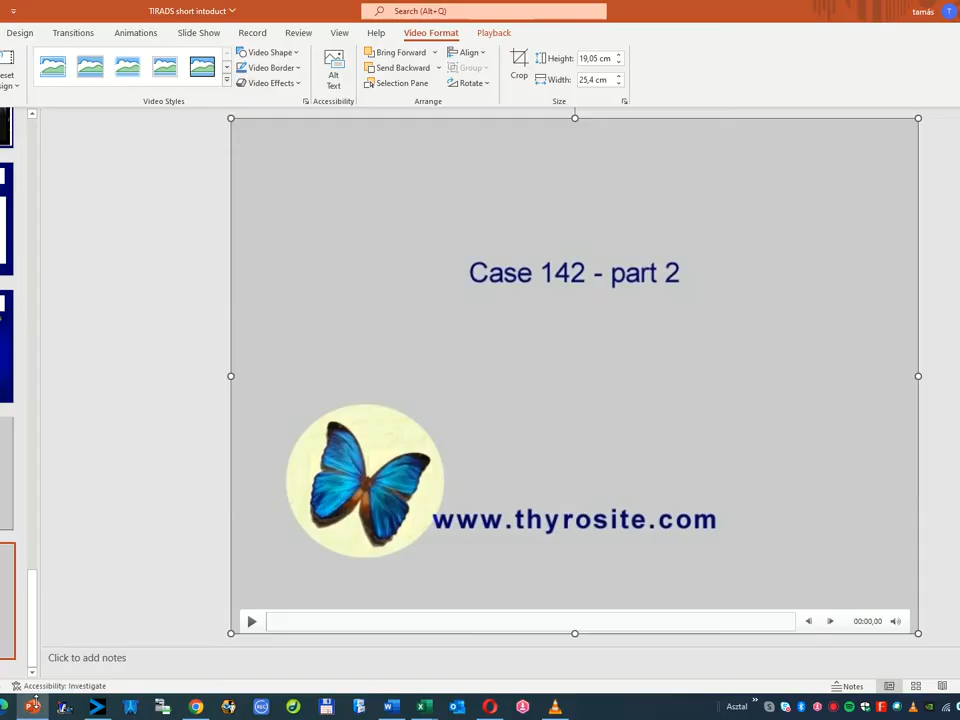 TIRADS short intoduct
Search (Alt+Q)
tamás
T
Design Transitions Animations Slide Show Record Review View Help Video Format Playback
Video Shape
Video Border
Video Effects
Alt Text
Bring Forward
Send Backward
Selection Pane
Align
Group
Rotate
Crop
Height: 19,05 cm
Width: 25,4 cm
Video Styles Accessibility Arrange Size
Case 142 - part 2
www.thyrosite.com
00:00,00
Click to add notes
Accessibility: Investigate
Notes
Asztal